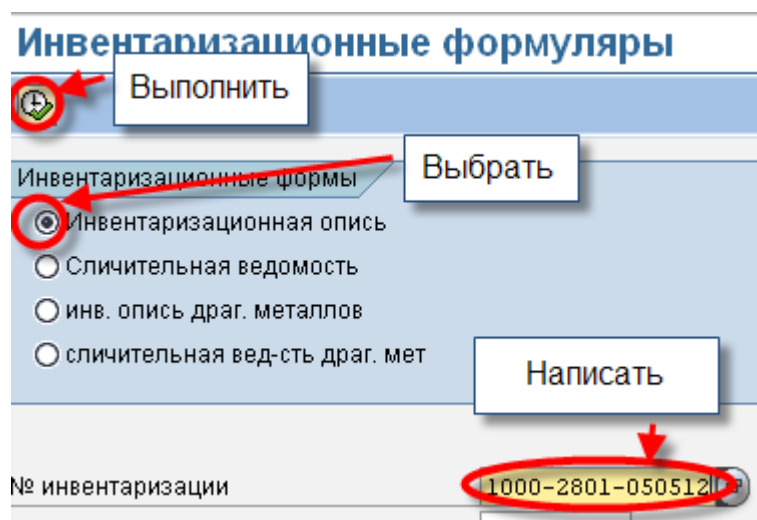 Инвентаризационные формуляры
Выполнить
Выбрать
Инвентаризационные формы
Инвентаризационная опись
Сличительная ведомость
инв. опись драг. металлов
сличительная вед-сть драг. мет
Написать
№ инвентаризации 1000-2801-050512